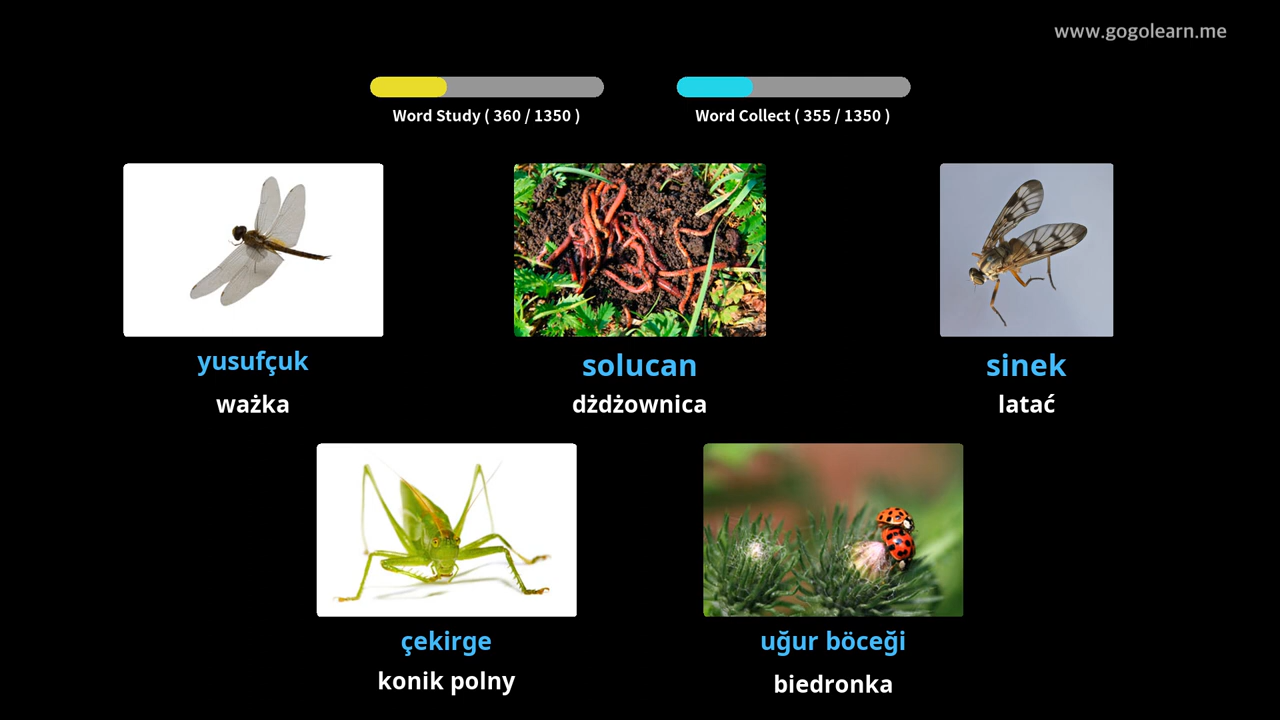 www.gogolearn.me
Word Study ( 360 / 1350 )
Word Collect ( 355 / 1350 )
yusufçuk
ważka
solucan
dżdżownica
sinek
latać
çekirge
konik polny
uğur böceği
biedronka